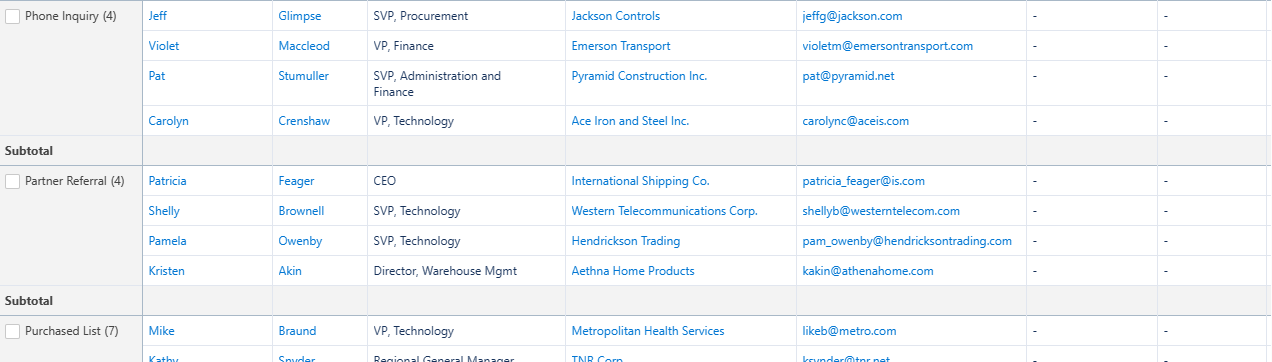 Phone Inquiry (4) Jeff Glimpse SVP, Procurement Jackson Controls jeffg@jackson.com - -
Violet Maccleod VP, Finance Emerson Transport violetm@emersontransport.com - -
Pat Stumuller SVP, Administration and Finance Pyramid Construction Inc. pat@pyramid.net - -
Carolyn Crenshaw VP, Technology Ace Iron and Steel Inc. carolync@aceis.com - -
Subtotal
Partner Referral (4) Patricia Feager CEO International Shipping Co. patricia_feager@is.com - -
Shelly Brownell SVP, Technology Western Telecommunications Corp. shellyb@westerntelecom.com - -
Pamela Owenby SVP, Technology Hendrickson Trading pam_owenby@hendricksontrading.com - -
Kristen Akin Director, Warehouse Mgmt Aethna Home Products kakin@athenahome.com - -
Subtotal
Purchased List (7) Mike Braund VP, Technology Metropolitan Health Services likeb@metro.com - -
Kathy Snyder Regional General Manager TNR Corp. ksynder@tnr.net - -